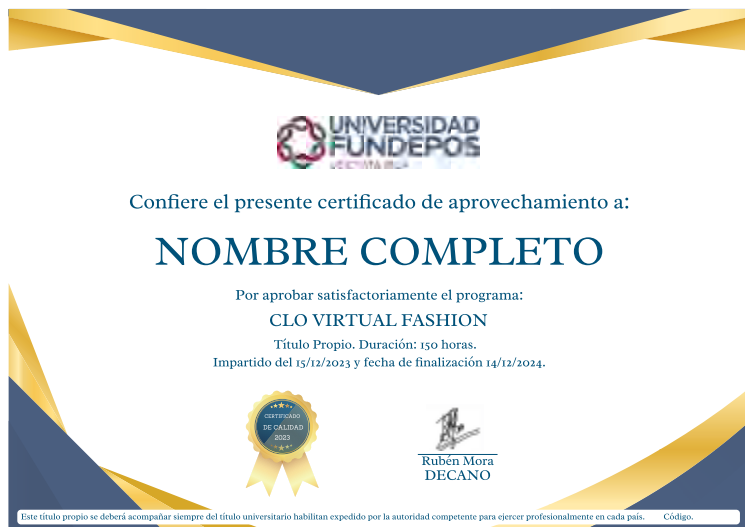 UNIVERSIDAD
FUNDEPOS
Confiere el presente certificado de aprovechamiento a:
NOMBRE COMPLETO
Por aprobar satisfactoriamente el programa:
CLO VIRTUAL FASHION
Título Propio. Duración: 150 horas.
Impartido del 15/12/2023 y fecha de finalización 14/12/2024.
CERTIFICADO
DE CALIDAD
2023
Rubén Mora
DECANO
Este título propio se deberá acompañar siempre del título universitario habilitan expedido por la autoridad competente para ejercer profesionalmente en cada país. Código.